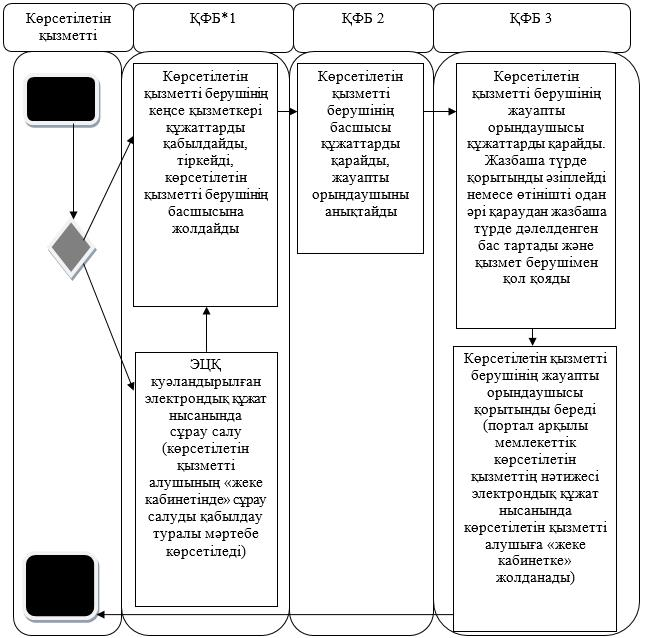 Көрсетілетін
қызметті
ҚФБ*1
ҚФБ 2
ҚФБ 3
Көрсетілетін
қызметті берушінің
кеңсе қызметкері
құжаттарды
қабылдайды,
тіркейді,
көрсетілетін
қызметті берушінің
басшысына
жолдайды
ЭЦҚ
куәландырылған
электрондық құжат
нысанында
сұрау салу
(көрсетілетін
қызметті
алушының «жеке
кабинетінде» сұрау
салуды қабылдау
туралы мәртебе
көрсетіледі)
Көрсетілетін
қызметті
берушінің
басшысы
құжаттарды
қарайды,
жауапты
орындаушыны
анықтайды
Көрсетілетін
қызметті берушінің
жауапты
орындаушысы
құжаттарды қарайды.
Жазбаша түрде
қорытынды әзіплейді
немесе өтінішті одан
әрі қараудан жазбаша
түрде дәлелденген
бас тартады және
қызмет берушімен
қол қояды
Көрсетілетін қызметті
берушінің жауапты
орындаушысы
қорытынды береді
(портал арқылы
мемлекеттік
көрсетілетін
қызметтің нәтижесі
электрондық құжат
нысанында
көрсетілетін қызметті
алушыға «жеке
кабинетке»
жолданады)